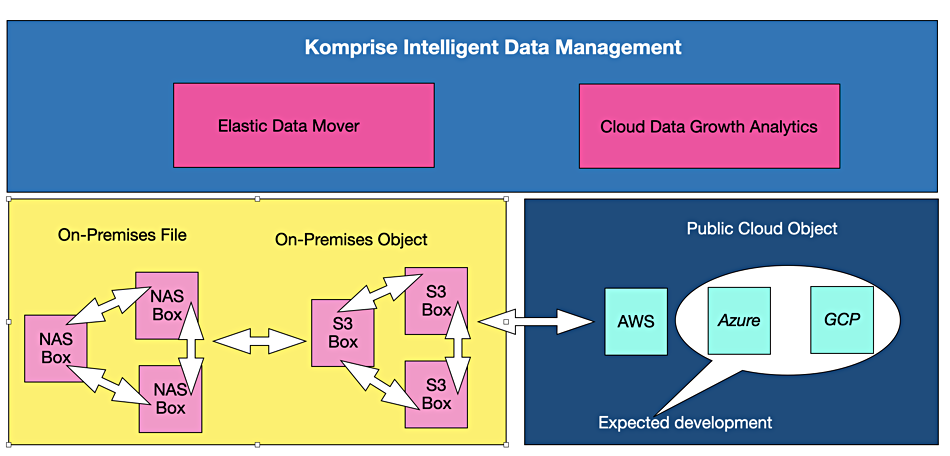 Komprise Intelligent Data Management
Elastic Data Mover
Cloud Data Growth Analytics
On-Premises File
On-Premises Object
NAS
Box
NAS
Box
NAS
Box
S3
Box
S3
Box
S3
Box
Public Cloud Object
AWS
Azure
GCP
Expected development